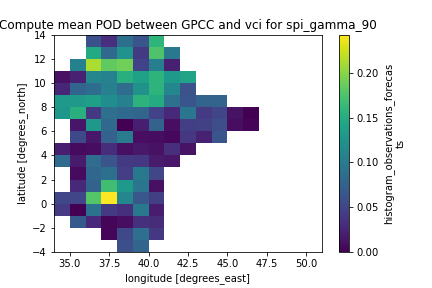 Compute mean POD between GPCC and vci for spi_gamma_90
14
12
10
8
6
4
2
0
−2
−4
latitude [degrees_north]
35.0 37.5 40.0 42.5 45.0 47.5 50.0
longitude [degrees_east]
0.20
0.15
0.10
0.05
0.00
histogram_observations_forecas
ts